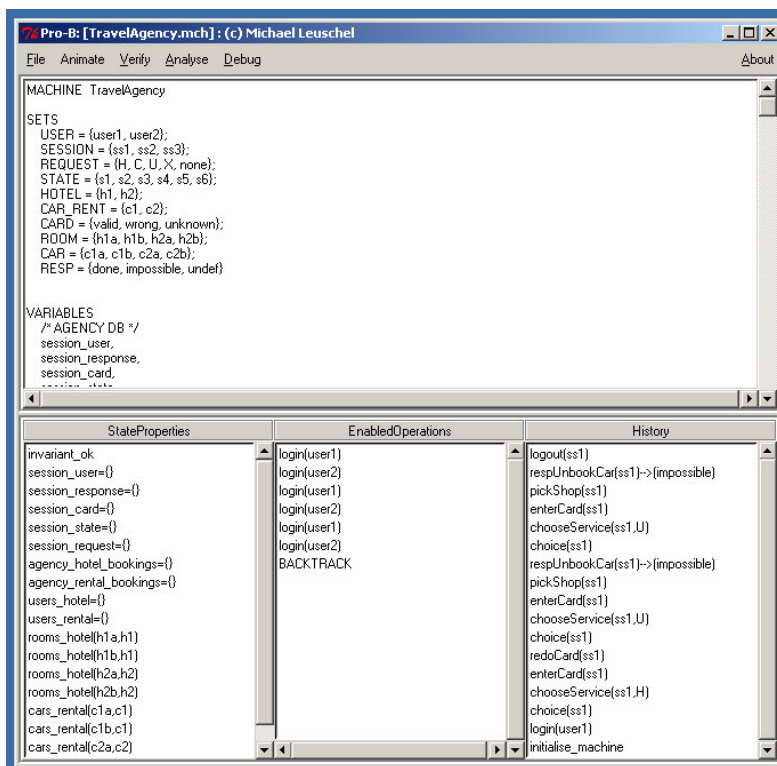 Pro-B: [TravelAgency.mch] : (c) Michael Leuschel
File Animate Verify Analyse Debug About
MACHINE TravelAgency
SETS
USER = {user1, user2};
SESSION = {ss1, ss2, ss3};
REQUEST = {H, C, U, X, none};
STATE = {s1, s2, s3, s4, s5, s6};
HOTEL = {h1, h2};
CAR_RENT = {c1, c2};
CARD = {valid, wrong, unknown};
ROOM = {h1a, h1b, h2a, h2b};
CAR = {c1a, c1b, c2a, c2b};
RESP = {done, impossible, undef}
VARIABLES
/* AGENCY DB */
session_user,
session_response,
session_card,
StateProperties
invariant_ok
session_user={}
session_response={}
session_card={}
session_state={}
session_request={}
agency_hotel_bookings={}
agency_rental_bookings={}
users_hotel={}
users_rental={}
rooms_hotel(h1a,h1)
rooms_hotel(h1b,h1)
rooms_hotel(h2a,h2)
rooms_hotel(h2b,h2)
cars_rental(c1a,c1)
cars_rental(c1b,c1)
cars_rental(c2a,c2)
EnabledOperations
login(user1)
login(user2)
login(user1)
login(user2)
login(user1)
login(user2)
BACKTRACK
History
logout(ss1)
respUnbookCar(ss1)-->(impossible)
pickShop(ss1)
enterCard(ss1)
chooseService(ss1,U)
choice(ss1)
respUnbookCar(ss1)-->(impossible)
pickShop(ss1)
enterCard(ss1)
chooseService(ss1,U)
choice(ss1)
redoCard(ss1)
enterCard(ss1)
chooseService(ss1,H)
choice(ss1)
login(user1)
initialise_machine